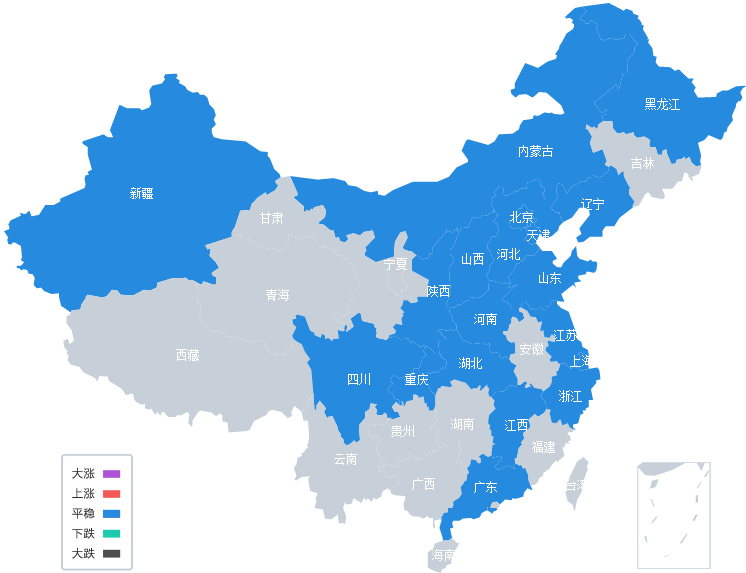 黑龙江
内蒙古
吉林
新疆
辽宁
北京
甘肃
天津
河北
山西
宁夏
山东
陕西
青海
河南
江苏
安徽
西藏
上海
湖北
四川
重庆
浙江
湖南
江西
贵州
福建
云南
广西
广东
台湾
海南
大涨
上涨
平稳
下跌
大跌